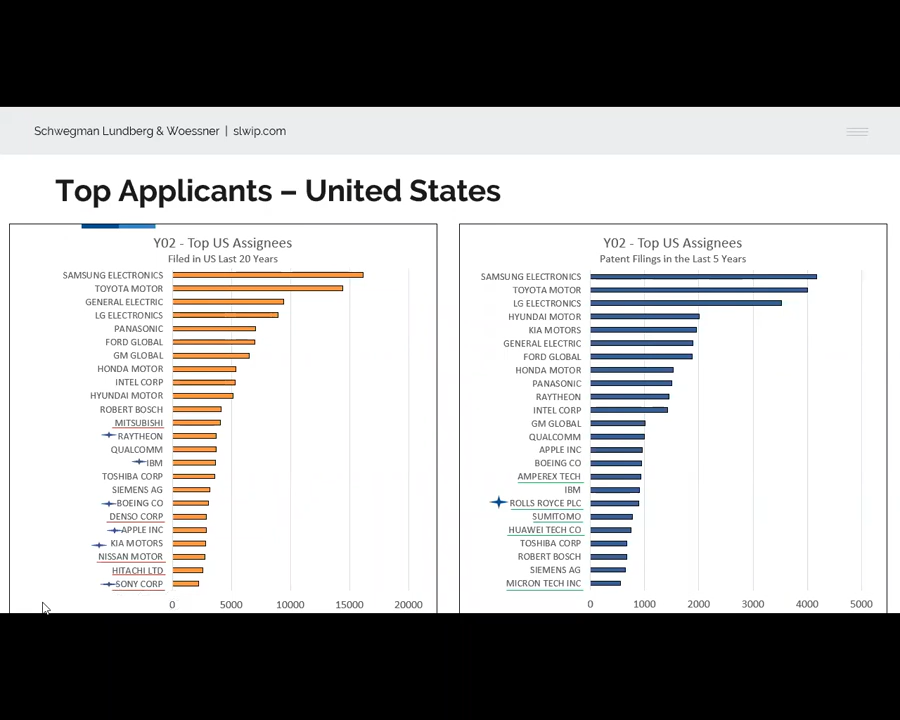 Schwegman Lundberg & Woessner | slwip.com
Top Applicants – United States
Y02 - Top US Assignees
Filed in US Last 20 Years
SAMSUNG ELECTRONICS
TOYOTA MOTOR
GENERAL ELECTRIC
LG ELECTRONICS
PANASONIC
FORD GLOBAL
GM GLOBAL
HONDA MOTOR
INTEL CORP
HYUNDAI MOTOR
ROBERT BOSCH
MITSUBISHI
RAYTHEON
QUALCOMM
IBM
TOSHIBA CORP
SIEMENS AG
BOEING CO
DENSO CORP
APPLE INC
KIA MOTORS
NISSAN MOTOR
HITACHI LTD
SONY CORP
0 5000 10000 15000 20000
Y02 - Top US Assignees
Patent Filings in the Last 5 Years
SAMSUNG ELECTRONICS
TOYOTA MOTOR
LG ELECTRONICS
HYUNDAI MOTOR
KIA MOTORS
GENERAL ELECTRIC
FORD GLOBAL
HONDA MOTOR
PANASONIC
RAYTHEON
INTEL CORP
GM GLOBAL
QUALCOMM
APPLE INC
BOEING CO
AMPEREX TECH
IBM
ROLLS ROYCE PLC
SUMITOMO
HUAWEI TECH CO
TOSHIBA CORP
ROBERT BOSCH
SIEMENS AG
MICRON TECH INC
0 1000 2000 3000 4000 5000